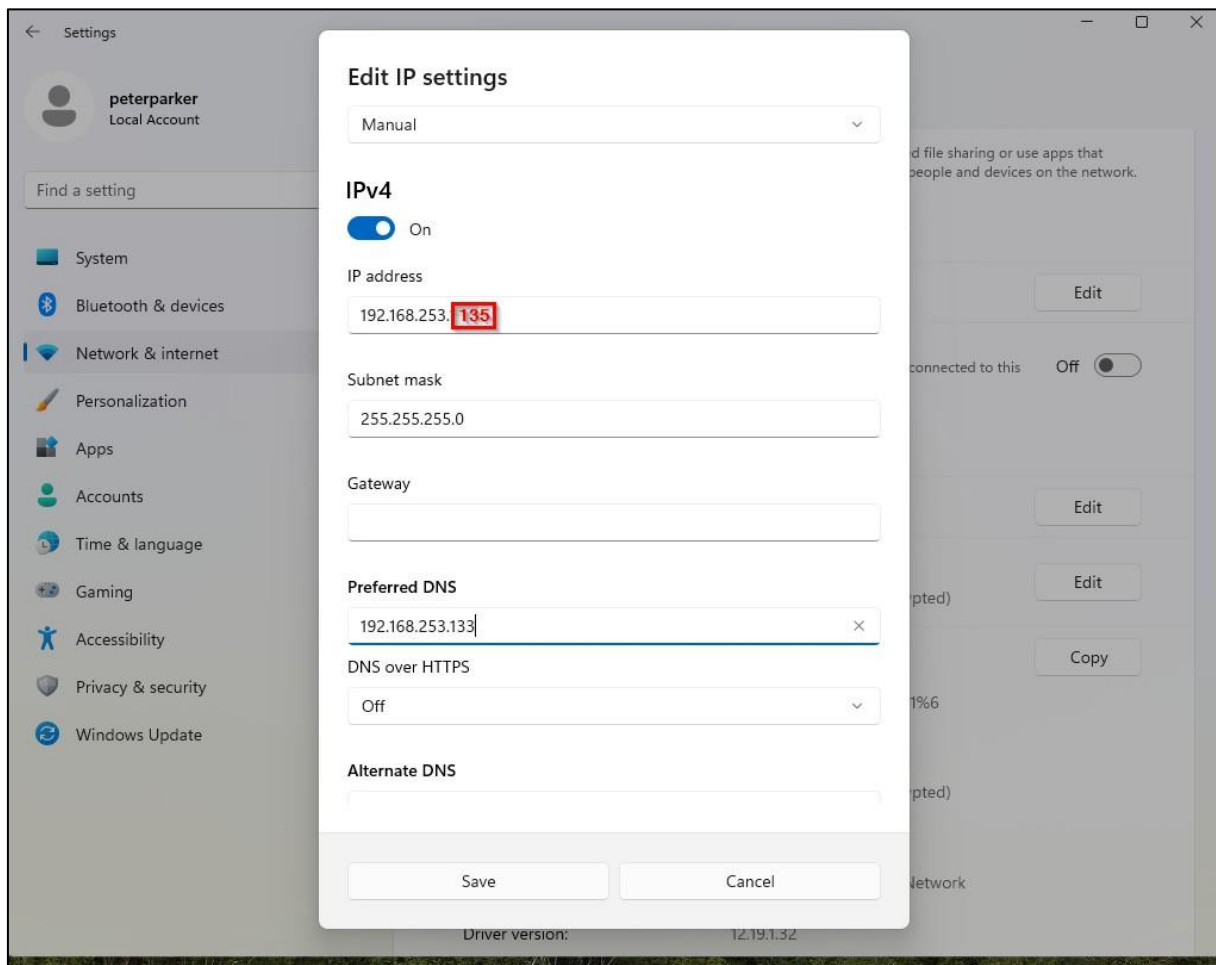 Settings
peterparker
Local Account
Find a setting
System
Bluetooth & devices
Network & internet
Personalization
Apps
Accounts
Time & language
Gaming
Accessibility
Privacy & security
Windows Update
Edit IP settings
Manual
IPv4
On
IP address
192.168.253.135
Subnet mask
255.255.255.0
Gateway
Preferred DNS
192.168.253.133
DNS over HTTPS
Off
Alternate DNS
Save
Cancel
d file sharing or use apps that
people and devices on the network.
Edit
connected to this
Off
Edit
Edit
ypted)
Copy
1%6
ypted)
Network
Driver version:
12.19.1.32